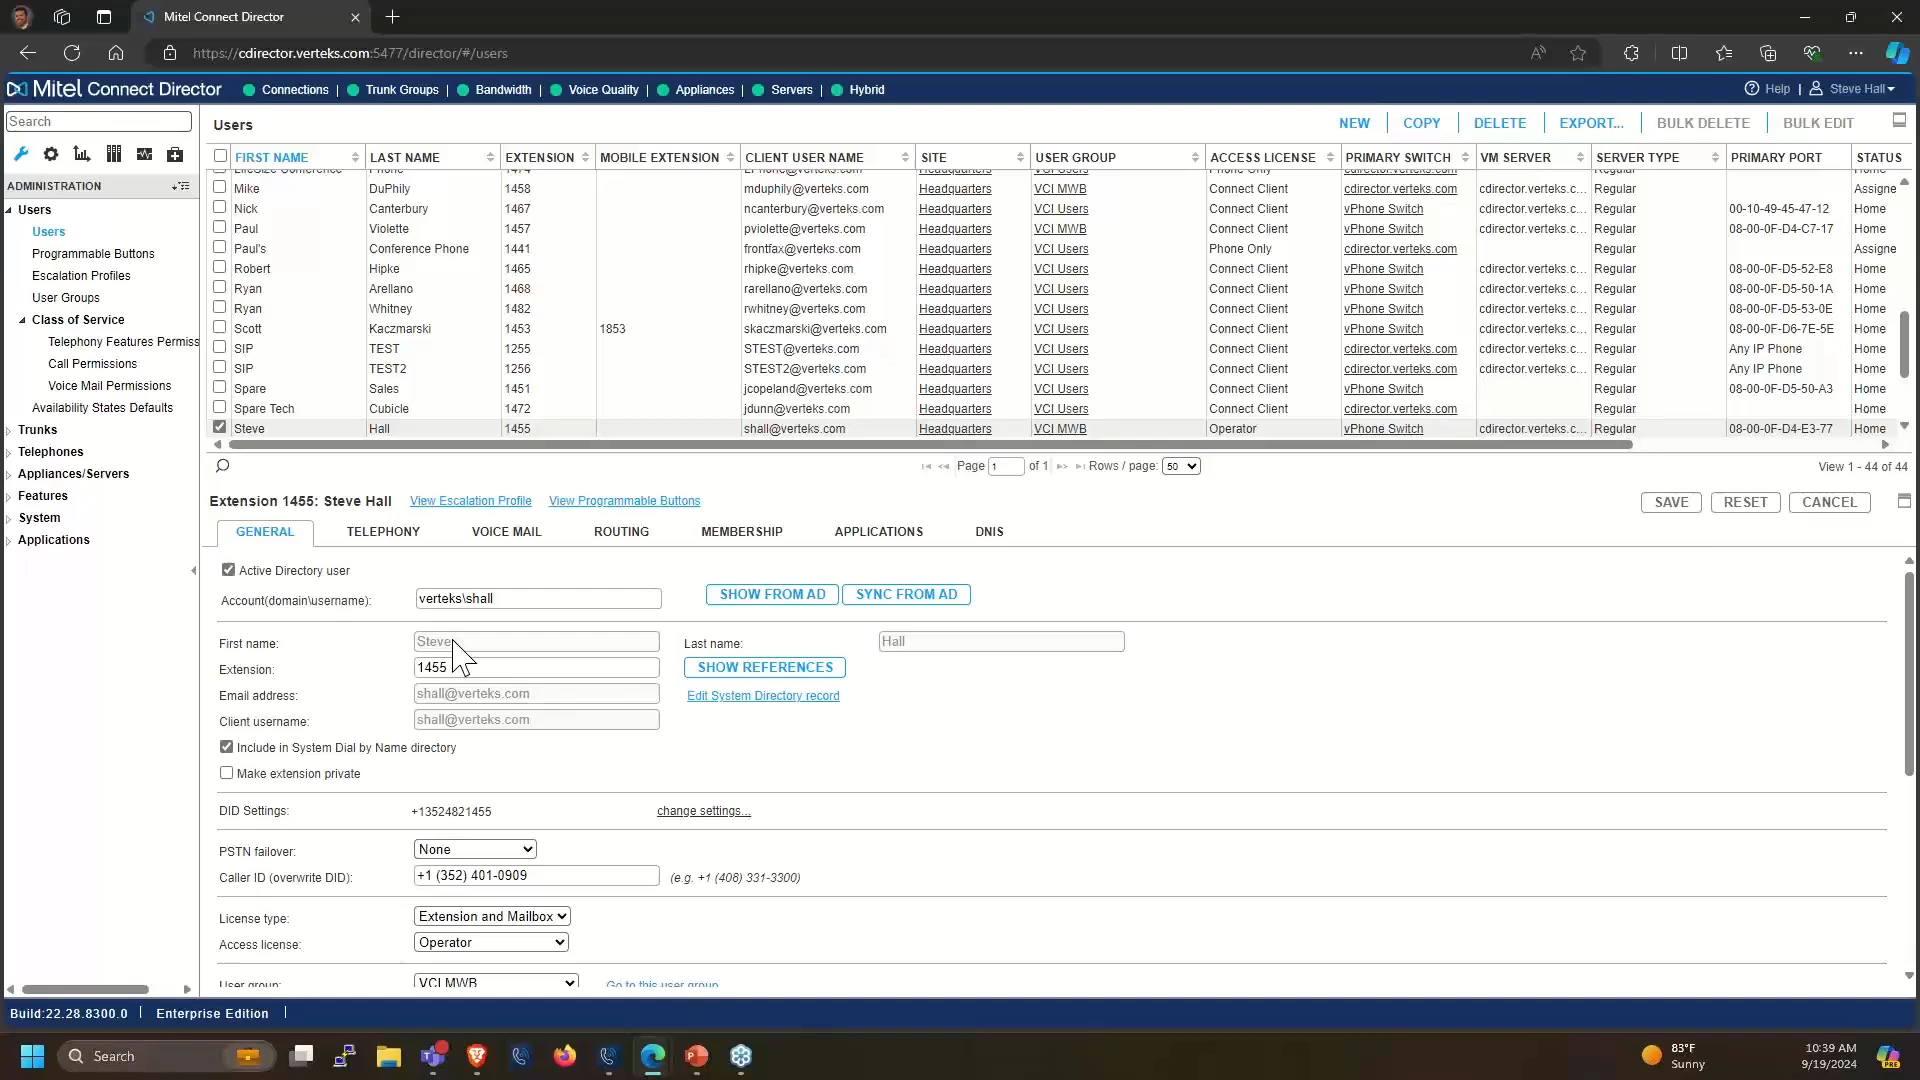 Mitel Connect Director
https://cdirector.verteks.com:5477/director/#/users
Mitel Connect Director
Connections | Trunk Groups | Bandwidth | Voice Quality | Appliances | Servers | Hybrid
Help | Steve Hall
Search
Users
NEW COPY DELETE EXPORT... BULK DELETE BULK EDIT
ADMINISTRATION
Users
Users
Programmable Buttons
Escalation Profiles
User Groups
Class of Service
Telephony Features Permiss
Call Permissions
Voice Mail Permissions
Availability States Defaults
Trunks
Telephones
Appliances/Servers
Features
System
Applications
FIRST NAME LAST NAME EXTENSION MOBILE EXTENSION CLIENT USER NAME SITE USER GROUP ACCESS LICENSE PRIMARY SWITCH VM SERVER SERVER TYPE PRIMARY PORT STATUS
LifeSize Conference Phone 1474 LPhone@verteks.com Headquarters VCI Users Phone Only cdirector.verteks.com Regular
Mike DuPhily 1458 mduphily@verteks.com Headquarters VCI MWB Connect Client cdirector.verteks.com cdirector.verteks.c... Regular Assigne
Nick Canterbury 1467 ncanterbury@verteks.com Headquarters VCI Users Connect Client vPhone Switch cdirector.verteks.c... Regular 00-10-49-45-47-12 Home
Paul Violette 1457 pviolette@verteks.com Headquarters VCI MWB Connect Client vPhone Switch cdirector.verteks.c... Regular 08-00-0F-D4-C7-17 Home
Paul's Conference Phone 1441 frontfax@verteks.com Headquarters VCI Users Phone Only cdirector.verteks.com Regular Assigne
Robert Hipke 1465 rhipke@verteks.com Headquarters VCI Users Connect Client vPhone Switch cdirector.verteks.c... Regular 08-00-0F-D5-52-E8 Home
Ryan Arellano 1468 rarellano@verteks.com Headquarters VCI Users Connect Client vPhone Switch cdirector.verteks.c... Regular 08-00-0F-D5-50-1A Home
Ryan Whitney 1482 rwhitney@verteks.com Headquarters VCI Users Connect Client vPhone Switch cdirector.verteks.c... Regular 08-00-0F-D5-53-0E Home
Scott Kaczmarski 1453 1853 skaczmarski@verteks.com Headquarters VCI Users Connect Client vPhone Switch cdirector.verteks.c... Regular 08-00-0F-D6-7E-5E Home
SIP TEST 1255 STEST@verteks.com Headquarters VCI Users Connect Client cdirector.verteks.com cdirector.verteks.c... Regular Any IP Phone Home
SIP TEST2 1256 STEST2@verteks.com Headquarters VCI Users Connect Client cdirector.verteks.com cdirector.verteks.c... Regular Any IP Phone Home
Spare Sales 1451 jcopeland@verteks.com Headquarters VCI Users Connect Client vPhone Switch Regular 08-00-0F-D5-50-A3 Home
Spare Tech Cubicle 1472 jdunn@verteks.com Headquarters VCI Users Connect Client cdirector.verteks.com Regular Home
Steve Hall 1455 shall@verteks.com Headquarters VCI MWB Operator vPhone Switch cdirector.verteks.c... Regular 08-00-0F-D4-E3-77 Home
Page 1 of 1 Rows / page: 50
View 1 - 44 of 44
Extension 1455: Steve Hall View Escalation Profile View Programmable Buttons
SAVE RESET CANCEL
GENERAL TELEPHONY VOICE MAIL ROUTING MEMBERSHIP APPLICATIONS DNIS
Active Directory user
Account(domain\username): verteks\shall SHOW FROM AD SYNC FROM AD
First name: Steve Last name: Hall
Extension: 1455 SHOW REFERENCES
Email address: shall@verteks.com Edit System Directory record
Client username: shall@verteks.com
Include in System Dial by Name directory
Make extension private
DID Settings: +13524821455 change settings...
PSTN failover: None
Caller ID (overwrite DID): +1 (352) 401-0909 (e.g. +1 (408) 331-3300)
License type: Extension and Mailbox
Access license: Operator
User group: VCI MWB Go to this user group
Build:22.28.8300.0 | Enterprise Edition |
Search
83°F
Sunny
10:39 AM
9/19/2024
PRE